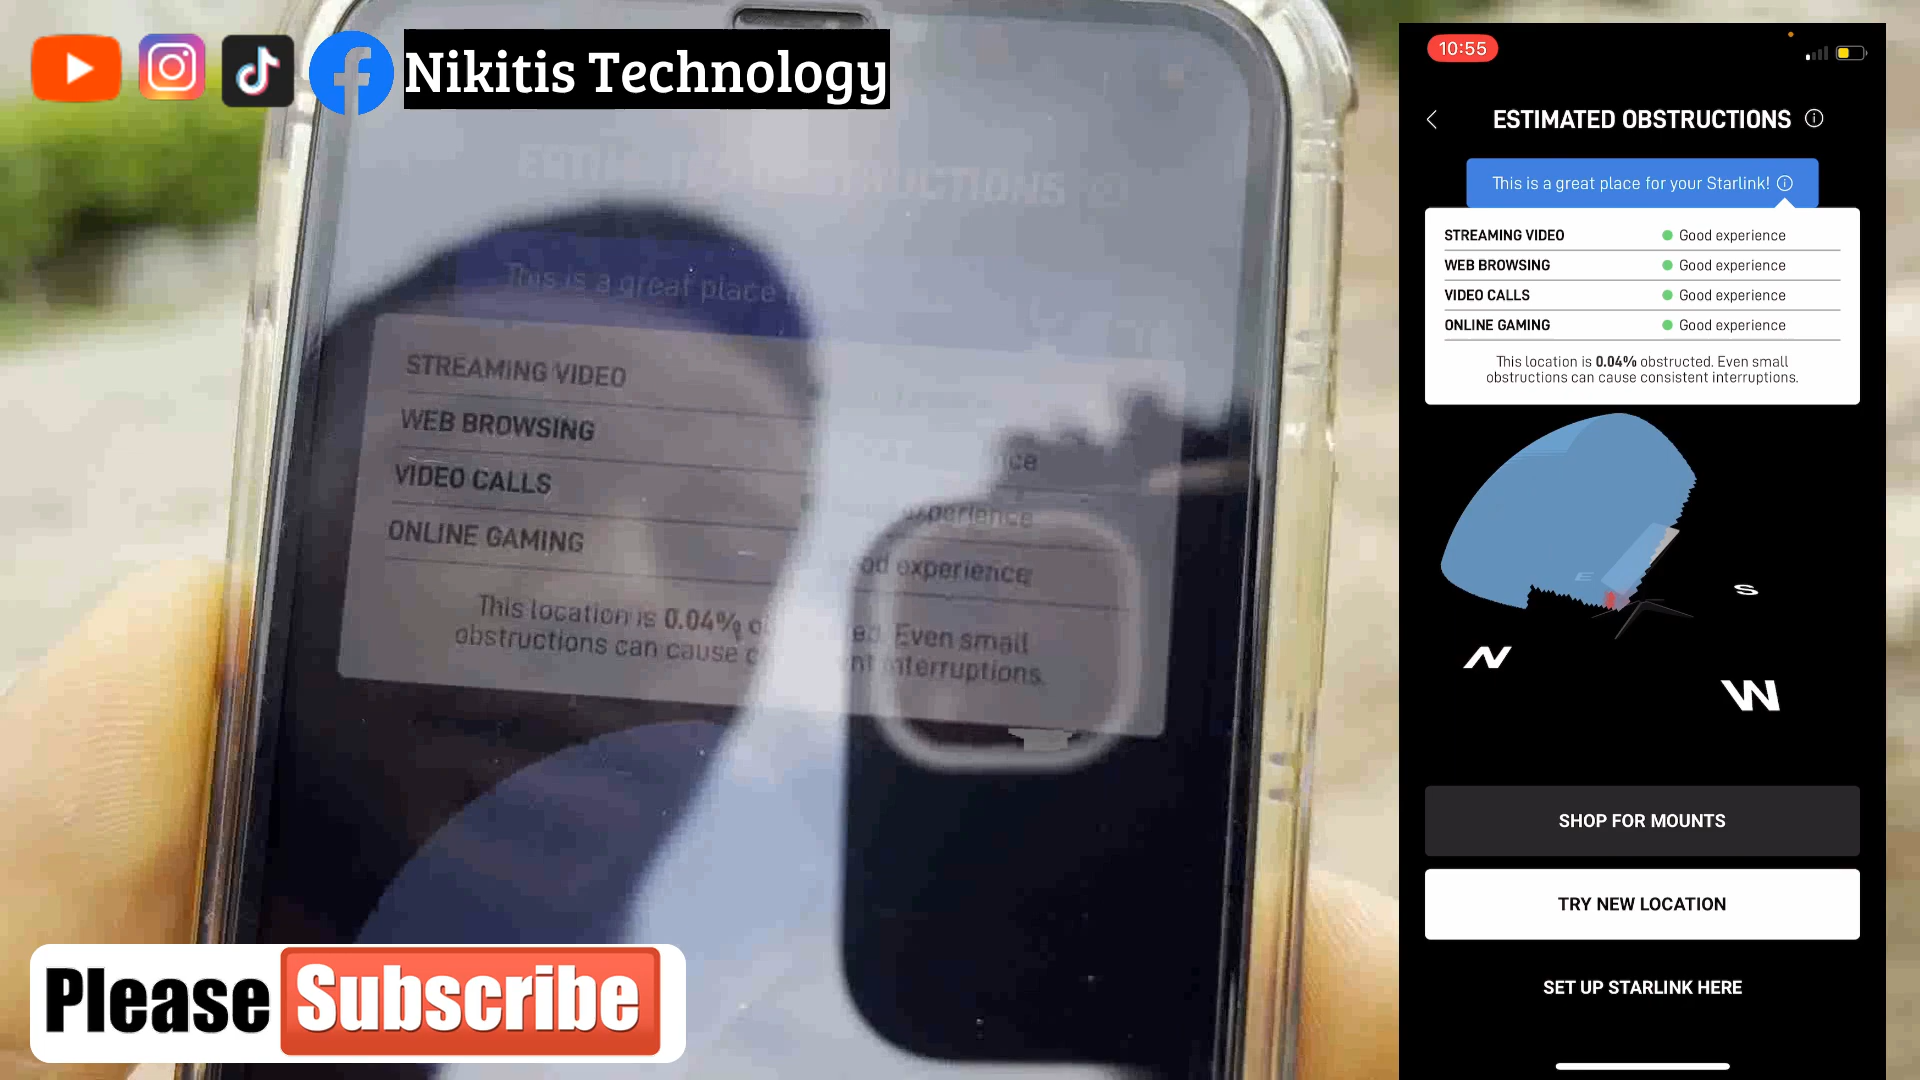 Nikitis Technology
ESTIMATED OBSTRUCTIONS
This is a great place
STREAMING VIDEO
WEB BROWSING
VIDEO CALLS
ONLINE GAMING
experience
This location is 0.04%
Even small
obstructions can cause
interruptions.
Please Subscribe
10:55
ESTIMATED OBSTRUCTIONS
This is a great place for your Starlink!
STREAMING VIDEO Good experience
WEB BROWSING Good experience
VIDEO CALLS Good experience
ONLINE GAMING Good experience
This location is 0.04% obstructed. Even small
obstructions can cause consistent interruptions.
E
S
N
W
SHOP FOR MOUNTS
TRY NEW LOCATION
SET UP STARLINK HERE